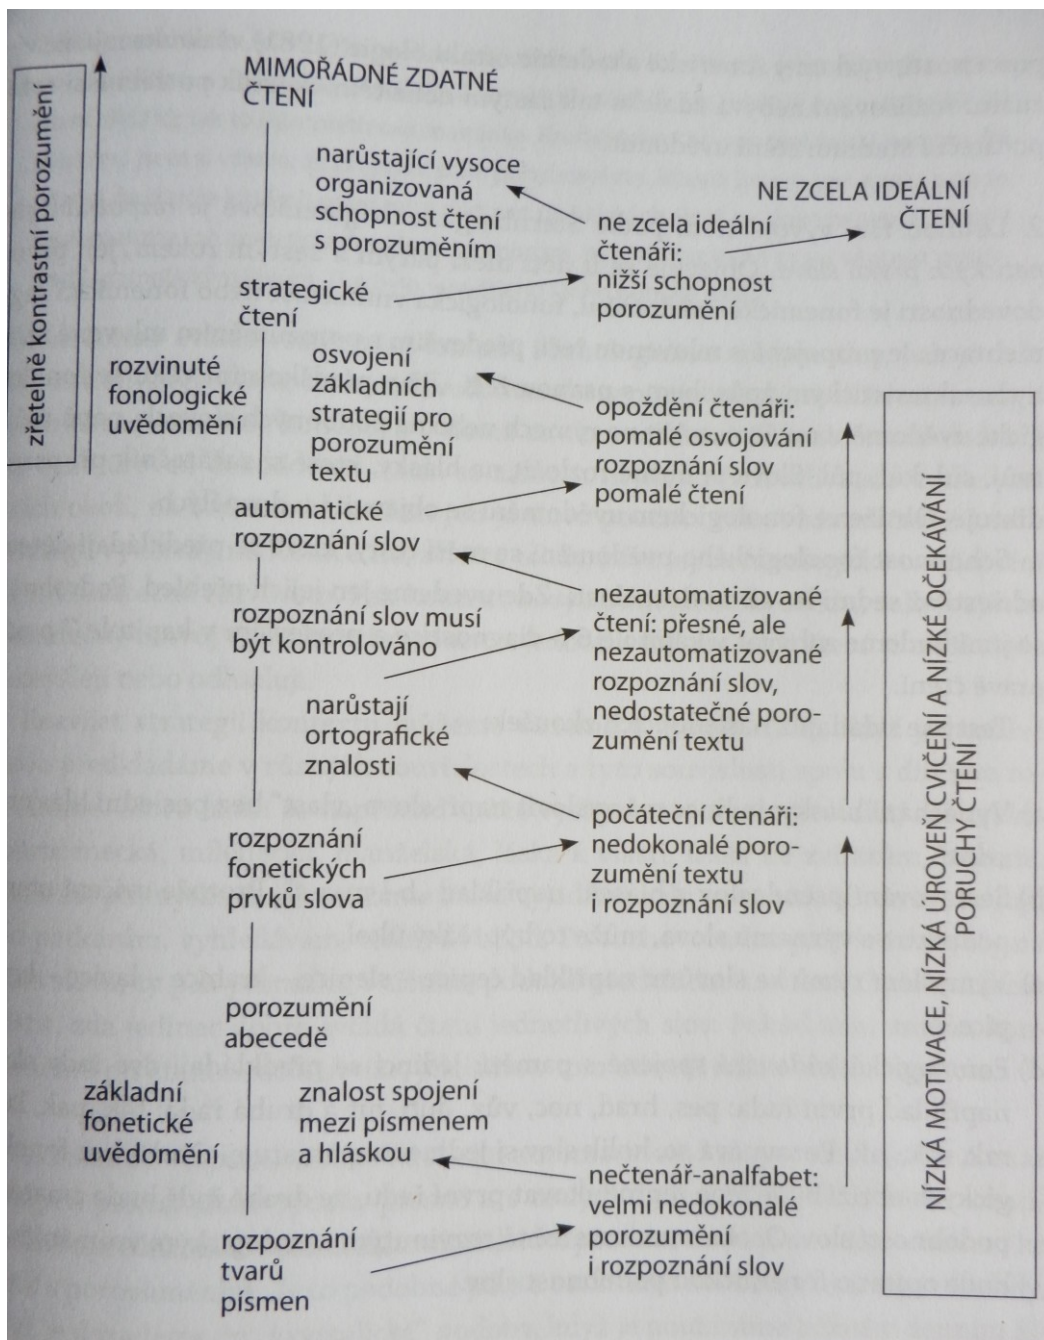 zřetelně kontrastní porozumění
MIMOŘÁDNÉ ZDATNÉ
ČTENÍ
narůstající vysoce
organizovaná
schopnost čtení
s porozuměním
NE ZCELA IDEÁLNÍ
ČTENÍ
ne zcela ideální
čtenáři:
nižší schopnost
porozumění
strategické
čtení
rozvinuté
fonologické
uvědomění
osvojení
základních
strategií pro
porozumění
textu
opoždění čtenáři:
pomalé osvojování
rozpoznání slov
pomalé čtení
automatické
rozpoznání slov
nezautomatizované
čtení: přesné, ale
nezautomatizované
rozpoznání slov,
nedostatečné poro-
zumění textu
rozpoznání slov musí
být kontrolováno
narůstají
ortografické
znalosti
počáteční čtenáři:
nedokonalé poro-
zumění textu
i rozpoznání slov
rozpoznání
fonetických
prvků slova
porozumění
abecedě
základní
fonetické
uvědomění
znalost spojení
mezi písmenem
a hláskou
nečtenář-analfabet:
velmi nedokonalé
porozumění
i rozpoznání slov
rozpoznání
tvarů
písmen
NÍZKÁ MOTIVACE, NÍZKÁ ÚROVEŇ CVIČENÍ A NÍZKÉ OČEKÁVÁNÍ
PORUCHY ČTENÍ